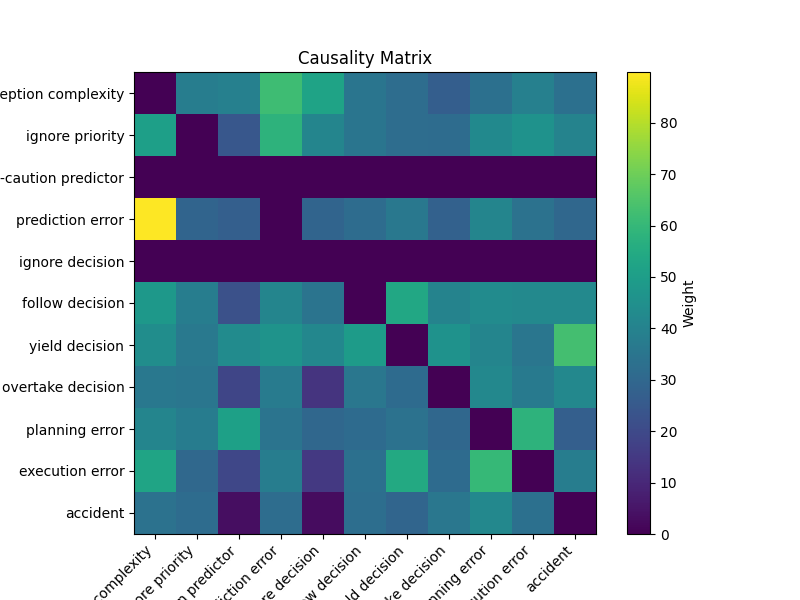 Causality Matrix
eption complexity
ignore priority
-caution predictor
prediction error
ignore decision
follow decision
yield decision
overtake decision
planning error
execution error
accident
complexity
ore priority
n predictor
diction error
re decision
w decision
ld decision
ke decision
nning error
ution error
accident
80
70
60
50
40
30
20
10
0
Weight